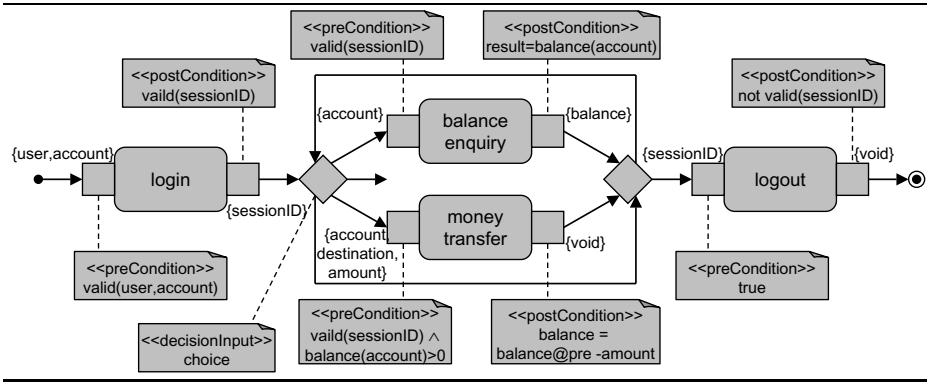 <<preCondition>>
valid(sessionID)
<<postCondition>>
result=balance(account)
<<postCondition>>
vaild(sessionID)
<<postCondition>>
not valid(sessionID)
{account}
balance
enquiry
{balance}
{user,account}
login
{sessionID}
{sessionID}
logout
{void}
money
transfer
{account,
destination,
amount}
{void}
<<preCondition>>
valid(user,account)
<<preCondition>>
true
<<decisionInput>>
choice
<<preCondition>>
vaild(sessionID) ∧
balance(account)>0
<<postCondition>>
balance =
balance@pre -amount